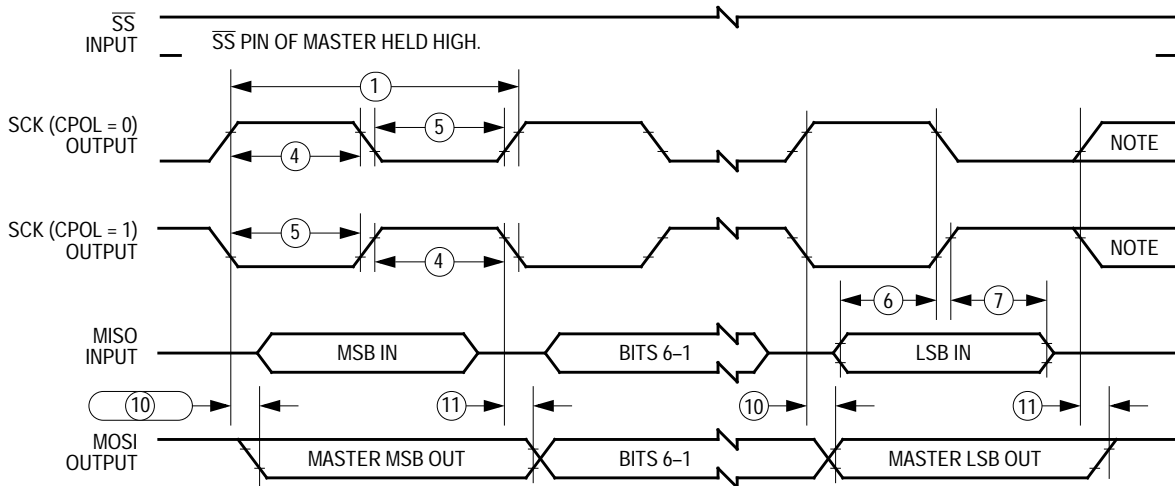 SS
INPUT
SS PIN OF MASTER HELD HIGH.
1
SCK (CPOL = 0)
OUTPUT
5
NOTE
4
SCK (CPOL = 1)
OUTPUT
5
NOTE
4
6
7
MISO
INPUT
MSB IN
BITS 6–1
LSB IN
10
11
10
11
MOSI
OUTPUT
MASTER MSB OUT
BITS 6–1
MASTER LSB OUT